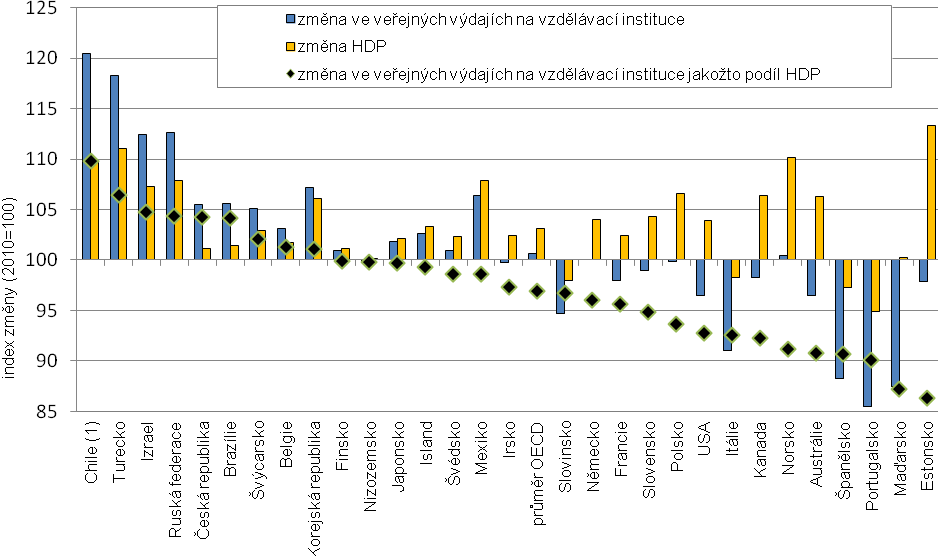 změna ve veřejných výdajích na vzdělávací instituce
změna HDP
změna ve veřejných výdajích na vzdělávací instituce jakožto podíl HDP
index změny (2010=100)
125
120
115
110
105
100
95
90
85
Chile (1)
Turecko
Izrael
Ruská federace
Česká republika
Brazílie
Švýcarsko
Belgie
Korejská republika
Finsko
Nizozemsko
Japonsko
Island
Švédsko
Mexiko
Irsko
průměr OECD
Slovinsko
Německo
Francie
Slovensko
Polsko
USA
Itálie
Kanada
Norsko
Austrálie
Španělsko
Portugalsko
Maďarsko
Estonsko